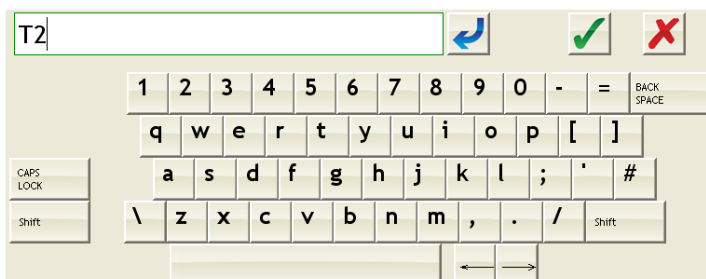 T2
1 2 3 4 5 6 7 8 9 0 - = BACK SPACE
q w e r t y u i o p [ ]
CAPS LOCK a s d f g h j k l ; ' #
Shift \ z x c v b n m , . / Shift